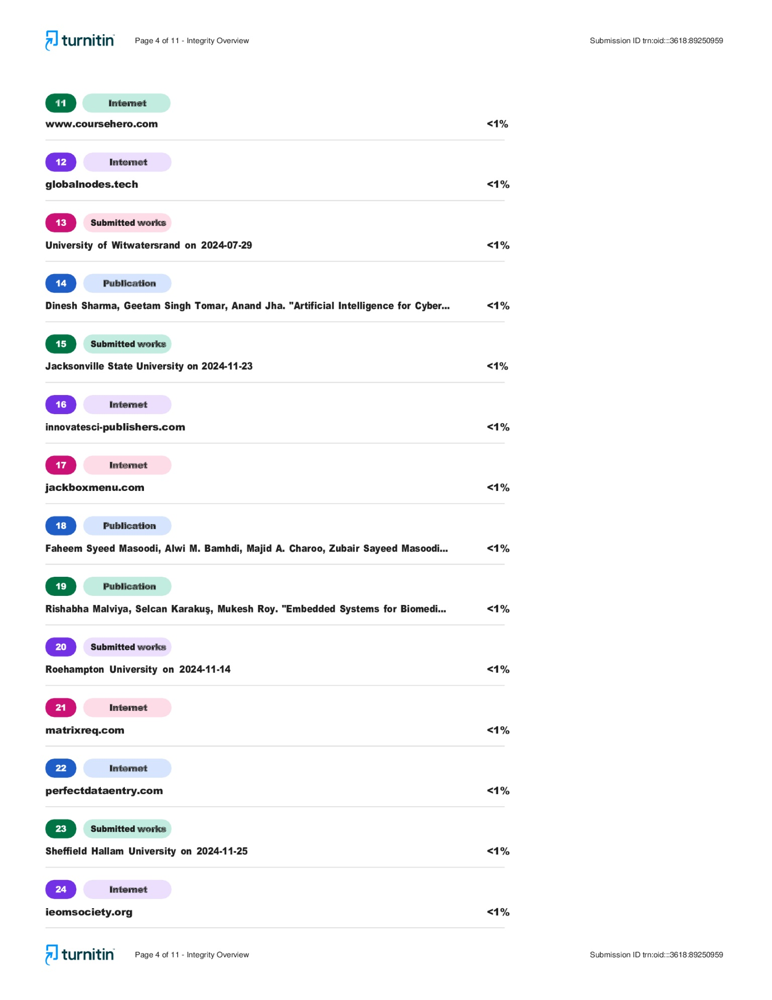 turnitin™ Page 4 of 11 - Integrity Overview Submission ID trn:oid:::3618:89250959
11 Internet
www.coursehero.com <1%
12 Internet
globalnodes.tech <1%
13 Submitted works
University of Witwatersrand on 2024-07-29 <1%
14 Publication
Dinesh Sharma, Geetam Singh Tomar, Anand Jha. "Artificial Intelligence for Cyber... <1%
15 Submitted works
Jacksonville State University on 2024-11-23 <1%
16 Internet
innovatesci-publishers.com <1%
17 Internet
jackboxmenu.com <1%
18 Publication
Faheem Syeed Masoodi, Alwi M. Bamhdi, Majid A. Charoo, Zubair Sayeed Masoodi... <1%
19 Publication
Rishabha Malviya, Selcan Karakuş, Mukesh Roy. "Embedded Systems for Biomedi... <1%
20 Submitted works
Roehampton University on 2024-11-14 <1%
21 Internet
matrixreq.com <1%
22 Internet
perfectdataentry.com <1%
23 Submitted works
Sheffield Hallam University on 2024-11-25 <1%
24 Internet
ieomsociety.org <1%
turnitin™ Page 4 of 11 - Integrity Overview Submission ID trn:oid:::3618:89250959